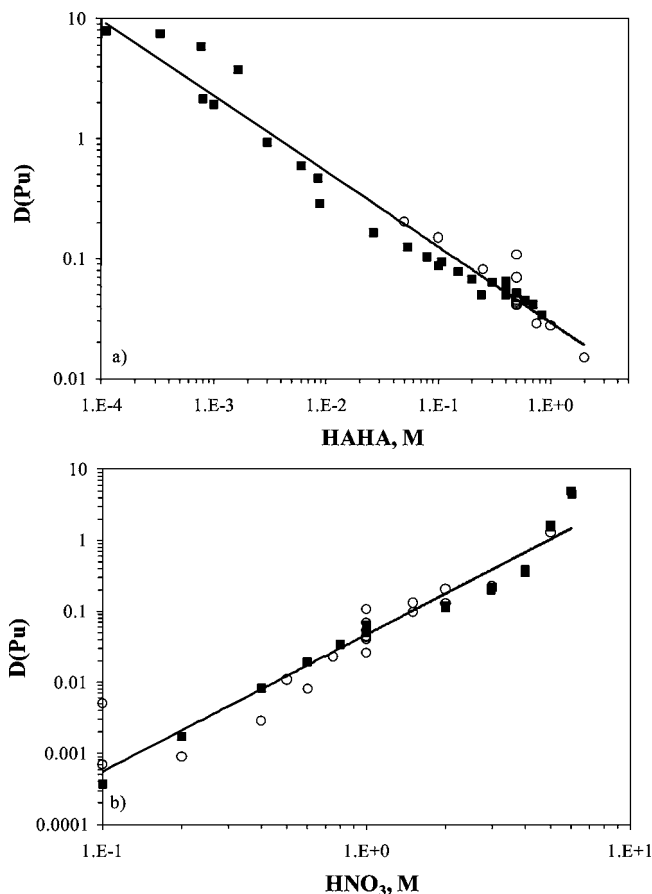 10
1
0.1
0.01
D(Pu)
a)
1.E-4 1.E-3 1.E-2 1.E-1 1.E+0
HAHA, M
10
1
0.1
0.01
0.001
0.0001
D(Pu)
b)
1.E-1 1.E+0 1.E+1
HNO₃, M